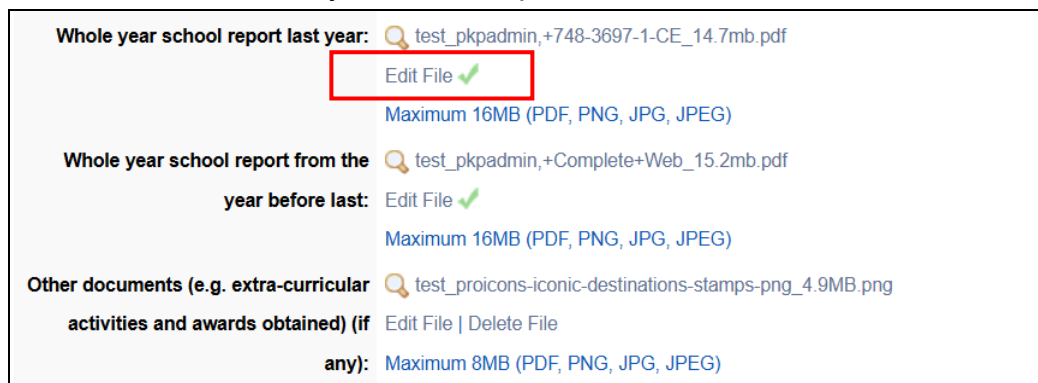 Whole year school report last year: test_pkpadmin,+748-3697-1-CE_14.7mb.pdf
Edit File
Maximum 16MB (PDF, PNG, JPG, JPEG)
Whole year school report from the test_pkpadmin,+Complete+Web_15.2mb.pdf
year before last: Edit File
Maximum 16MB (PDF, PNG, JPG, JPEG)
Other documents (e.g. extra-curricular test_proicons-iconic-destinations-stamps-png_4.9MB.png
activities and awards obtained) (if Edit File | Delete File
any): Maximum 8MB (PDF, PNG, JPG, JPEG)